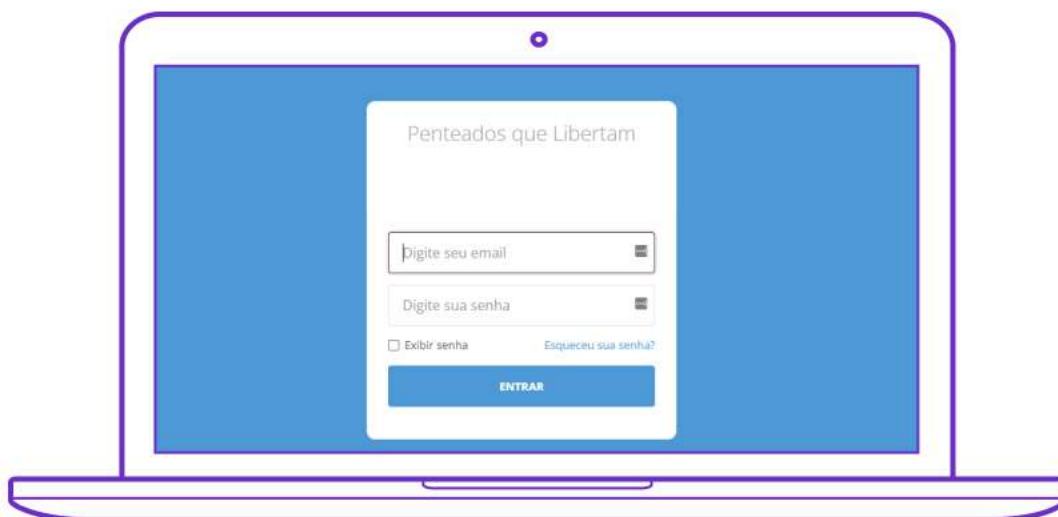 Penteados que Libertam
Digite seu email
Digite sua senha
Exibir senha
Esqueceu sua senha?
ENTRAR